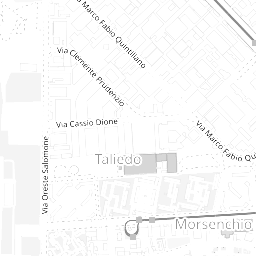 Via Marco Fabio Quintiliano
Via Clemente Prudenzio
Via Cassio Dione
Via Marco Fabio Qu
Via Oreste Salomone
Taliedo
Morsenchio